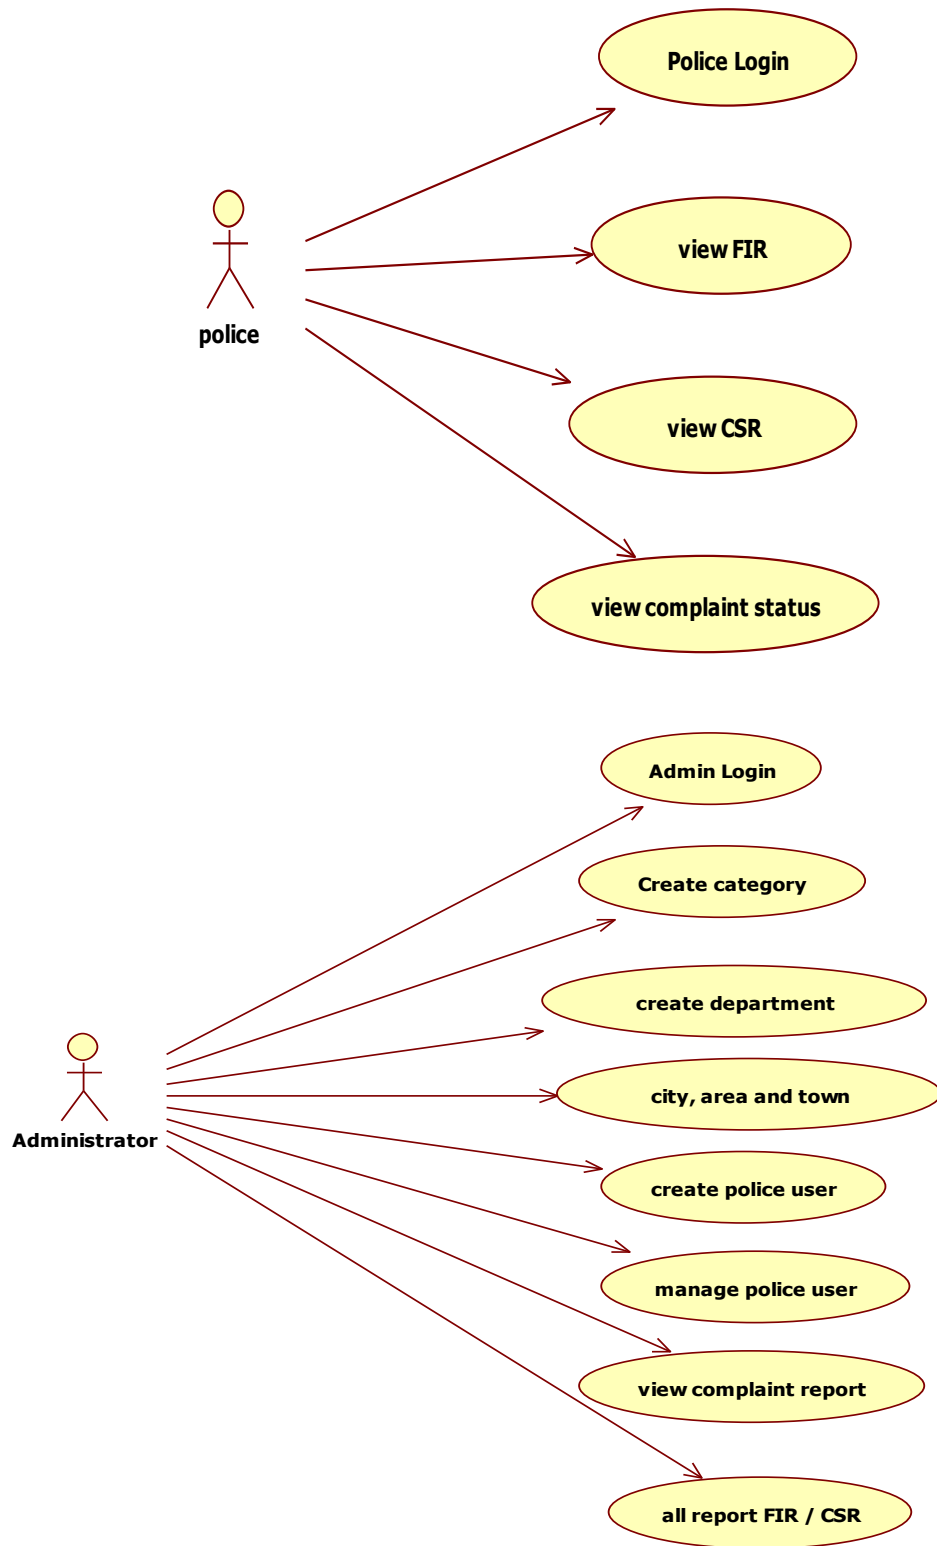 Police Login
view FIR
police
view CSR
view complaint status
Admin Login
Create category
create department
city, area and town
Administrator
create police user
manage police user
view complaint report
all report FIR / CSR